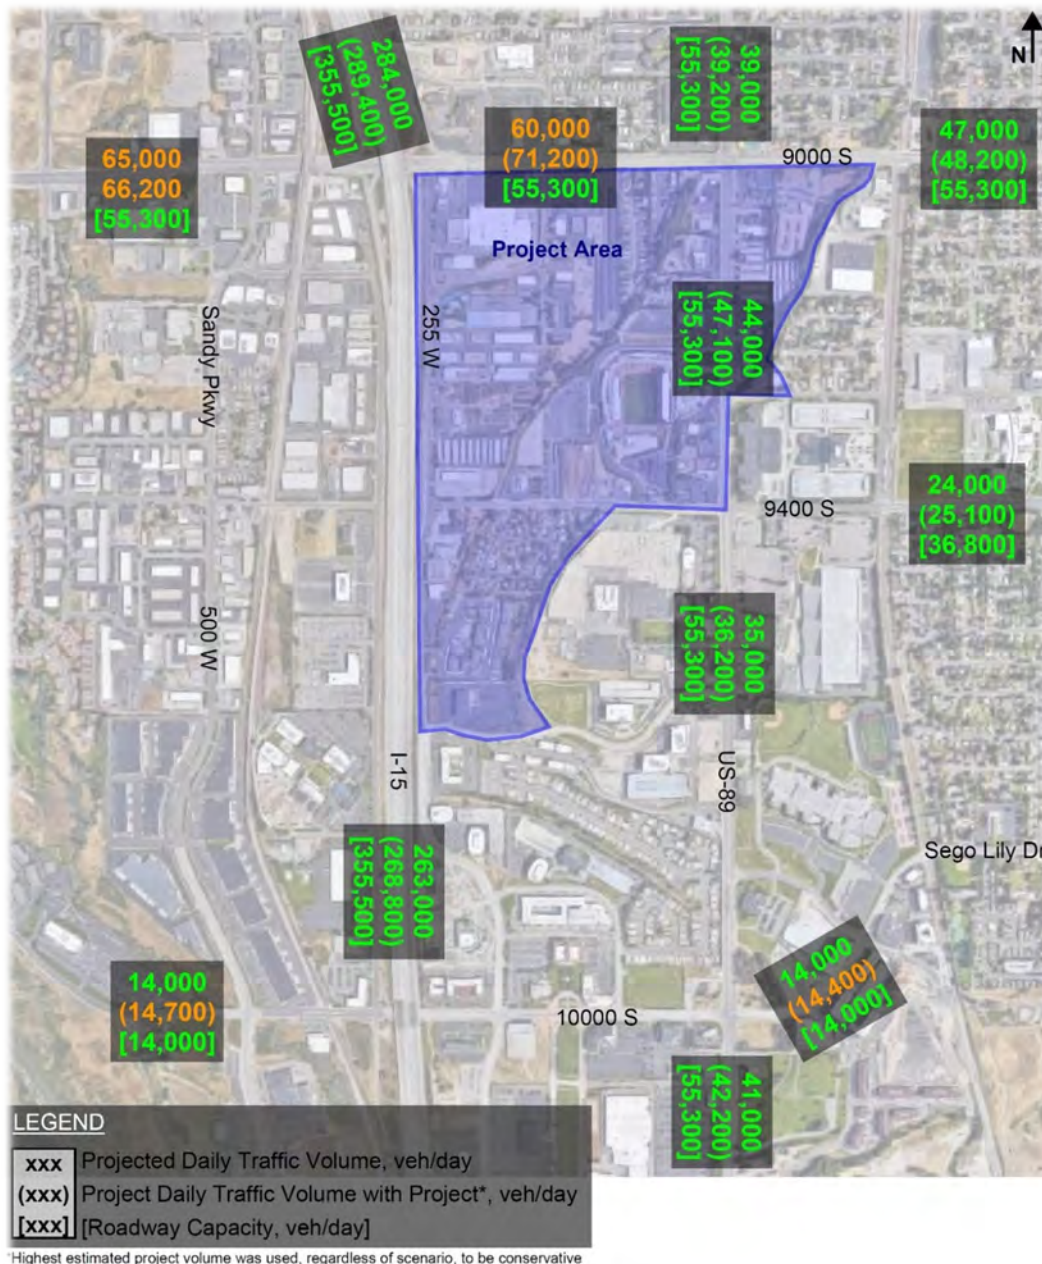 N
284,000
(289,400)
[355,500]
39,000
(39,200)
[55,300]
60,000
(71,200)
[55,300]
47,000
(48,200)
[55,300]
9000 S
65,000
66,200
[55,300]
Project Area
44,000
(47,100)
[55,300]
Sandy Pkwy
255 W
24,000
(25,100)
[36,800]
9400 S
500 W
35,000
(36,200)
[55,300]
I-15
US-89
263,000
(268,800)
[355,500]
Sego Lily Dr
14,000
(14,700)
[14,000]
14,000
(14,400)
[14,000]
10000 S
41,000
(42,200)
[55,300]
LEGEND
xxx Projected Daily Traffic Volume, veh/day
(xxx) Project Daily Traffic Volume with Project*, veh/day
[xxx] [Roadway Capacity, veh/day]
*Highest estimated project volume was used, regardless of scenario, to be conservative